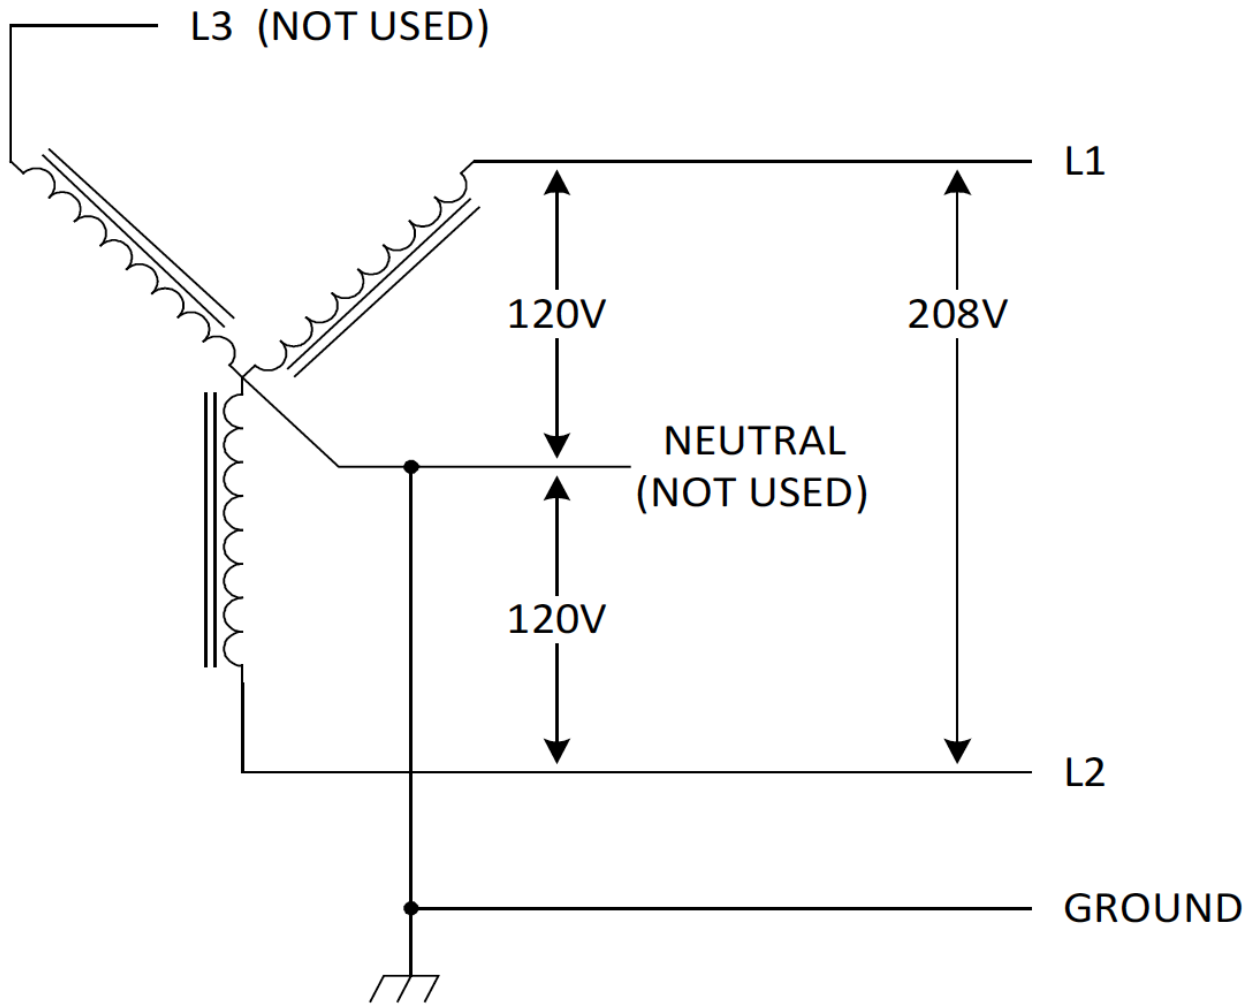 L3 (NOT USED)
L1
120V
208V
NEUTRAL
(NOT USED)
120V
L2
GROUND